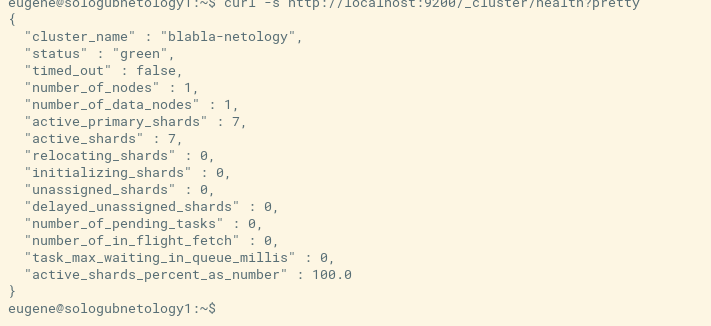 eugene@sologubnetology1:~$ curl -s http://localhost:9200/_cluster/health?pretty
{
  "cluster_name" : "blabla-netology",
  "status" : "green",
  "timed_out" : false,
  "number_of_nodes" : 1,
  "number_of_data_nodes" : 1,
  "active_primary_shards" : 7,
  "active_shards" : 7,
  "relocating_shards" : 0,
  "initializing_shards" : 0,
  "unassigned_shards" : 0,
  "delayed_unassigned_shards" : 0,
  "number_of_pending_tasks" : 0,
  "number_of_in_flight_fetch" : 0,
  "task_max_waiting_in_queue_millis" : 0,
  "active_shards_percent_as_number" : 100.0
}
eugene@sologubnetology1:~$